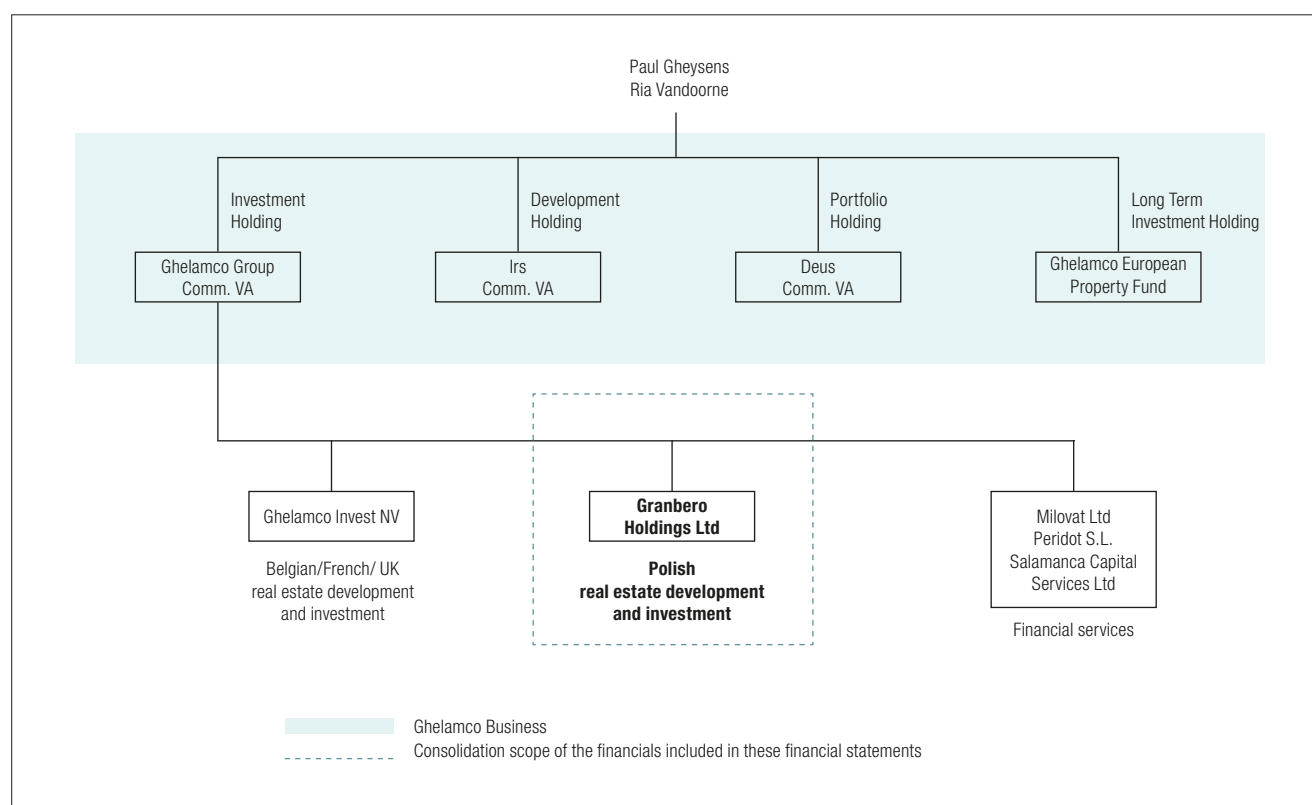 Paul Gheysens
Ria Vandoorne
Investment
Holding
Development
Holding
Portfolio
Holding
Long Term
Investment Holding
Ghelamco Group
Comm. VA
Irs
Comm. VA
Deus
Comm. VA
Ghelamco European
Property Fund
Ghelamco Invest NV
Belgian/French/ UK
real estate development
and investment
Granbero
Holdings Ltd
Polish
real estate development
and investment
Milovat Ltd
Peridot S.L.
Salamanca Capital
Services Ltd
Financial services
Ghelamco Business
Consolidation scope of the financials included in these financial statements